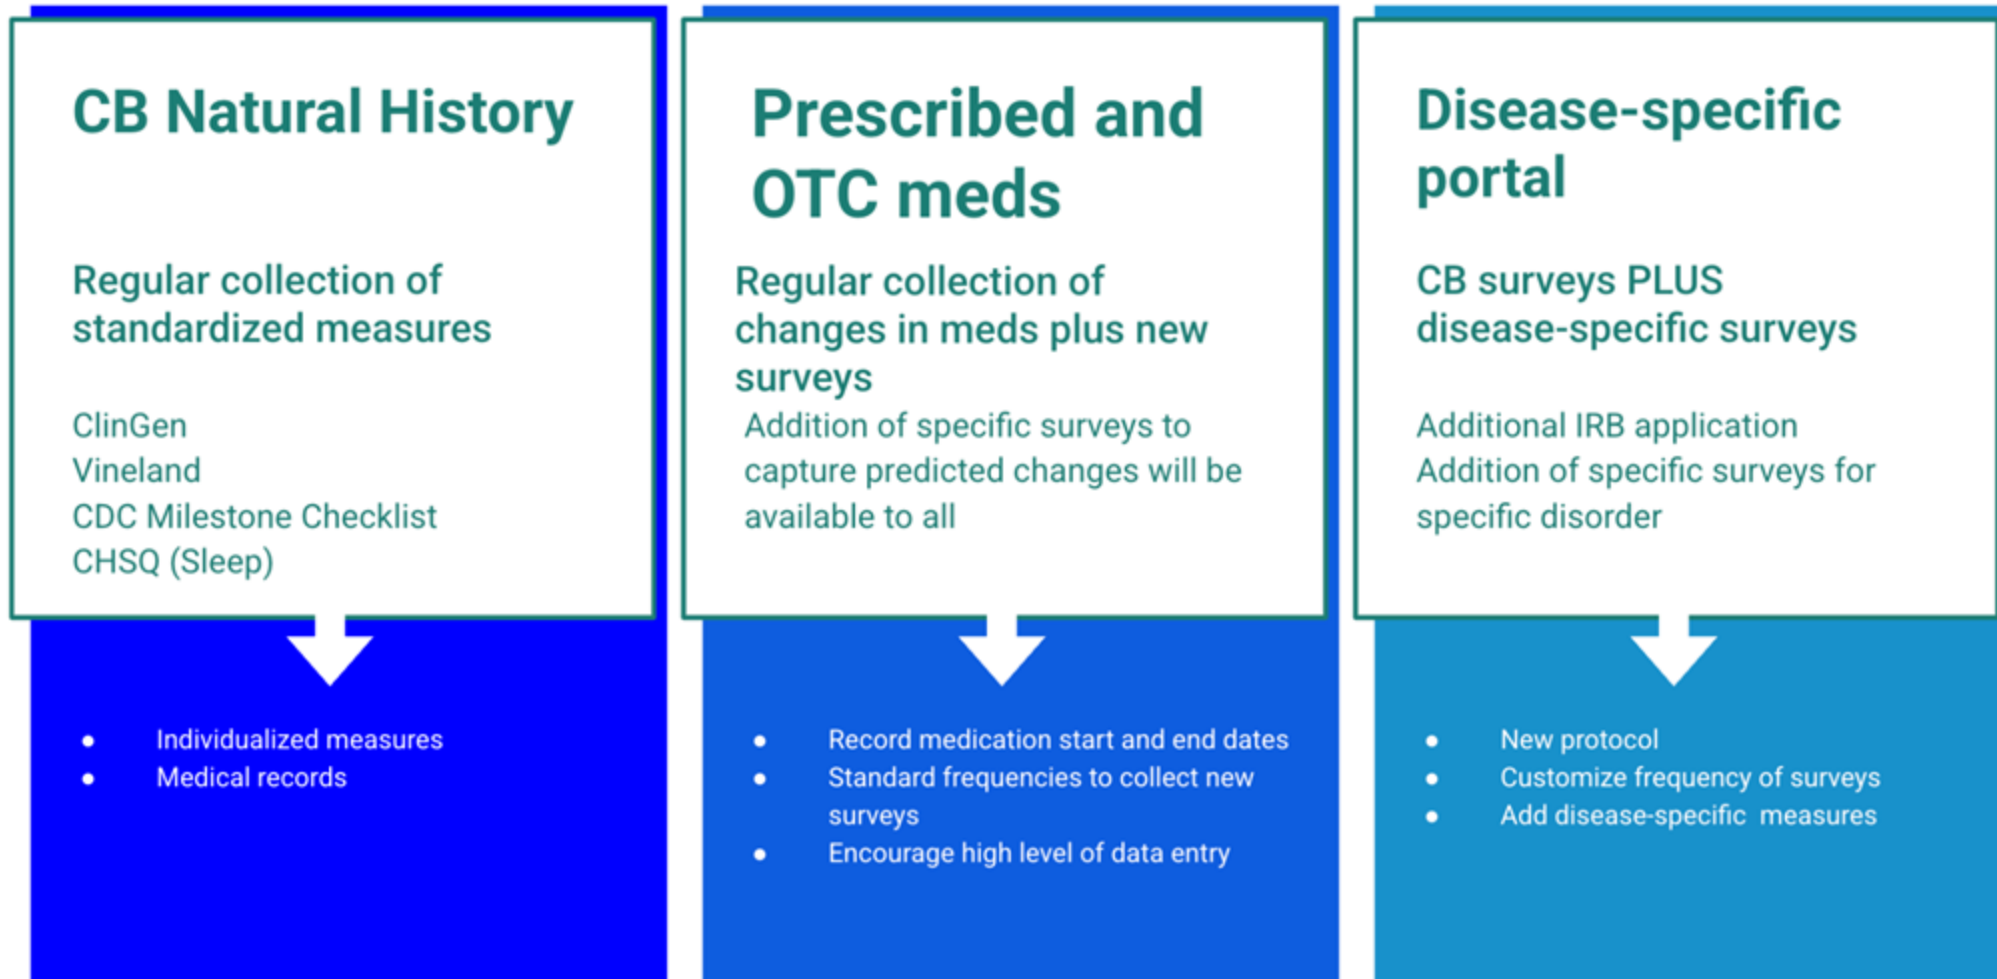 CB Natural History
Regular collection of
standardized measures
ClinGen
Vineland
CDC Milestone Checklist
CHSQ (Sleep)
• Individualized measures
• Medical records
Prescribed and
OTC meds
Regular collection of
changes in meds plus new
surveys
Addition of specific surveys to
capture predicted changes will be
available to all
• Record medication start and end dates
• Standard frequencies to collect new
surveys
• Encourage high level of data entry
Disease-specific
portal
CB surveys PLUS
disease-specific surveys
Additional IRB application
Addition of specific surveys for
specific disorder
• New protocol
• Customize frequency of surveys
• Add disease-specific  measures